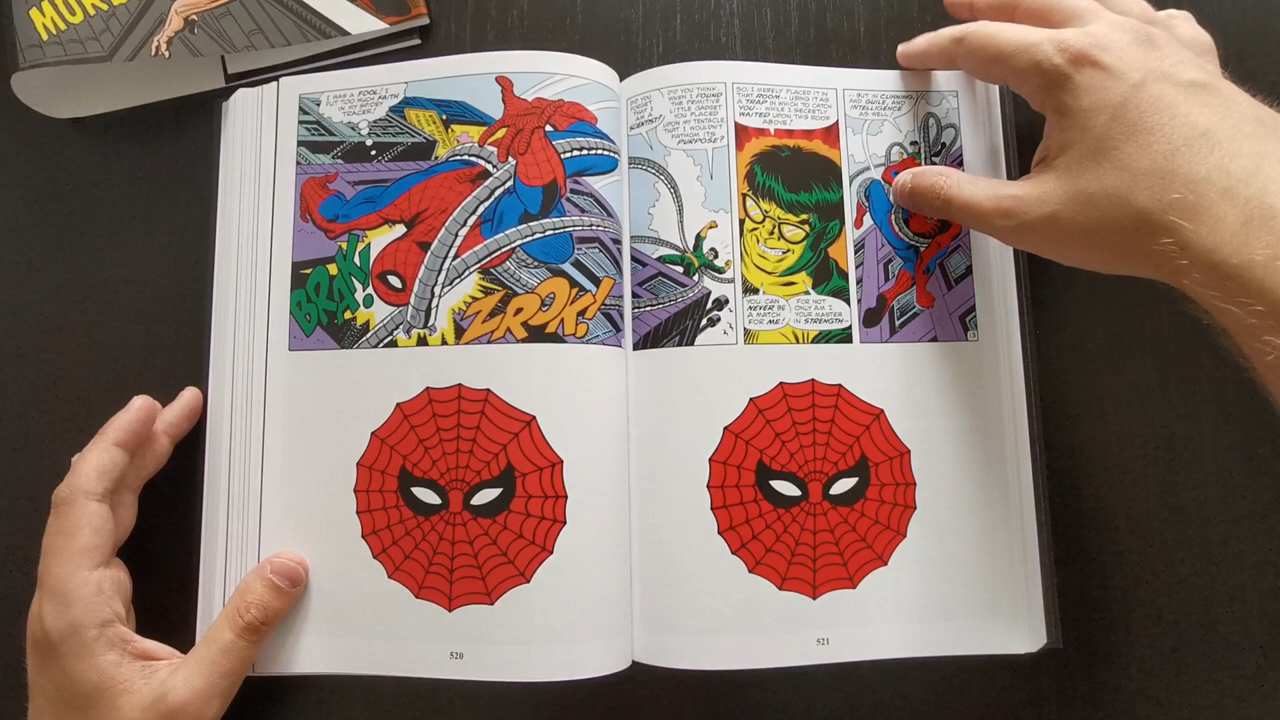 MORE
I WAS A FOOL! I
PUT TOO MUCH FAITH
IN MY SPIDEY
TRACER!
BRAK!
ZROK!
DID YOU
FORGET
THAT I
AM A
SCIENTIST?
DID YOU THINK,
WHEN I FOUND
THE PRIMITIVE
LITTLE GADGET
YOU PLACED
UPON MY TENTACLE
THAT I WOULDN'T
FATHOM ITS
PURPOSE?
SO, I MERELY PLACED IT IN
THAT ROOM-- USING IT AS
A TRAP IN WHICH TO CATCH
YOU-- WHILE I SECRETLY
WAITED UPON THIS ROOF
ABOVE!
YOU CAN
NEVER BE
A MATCH
FOR ME!
FOR NOT
ONLY AM I
YOUR MASTER
IN STRENGTH--
--BUT IN CUNNING,
AND GUILE, AND
INTELLIGENCE
AS WELL!
13
520
521